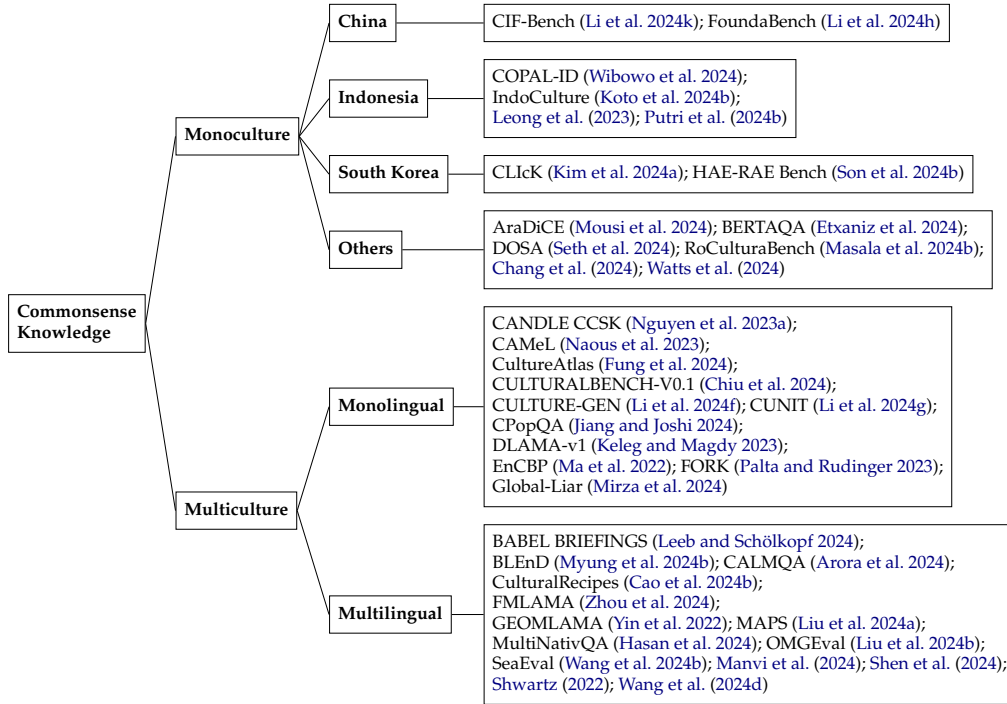 Commonsense
Knowledge
Monoculture
China
CIF-Bench (Li et al. 2024k); FoundaBench (Li et al. 2024h)
Indonesia
COPAL-ID (Wibowo et al. 2024);
IndoCulture (Koto et al. 2024b);
Leong et al. (2023); Putri et al. (2024b)
South Korea
CLIcK (Kim et al. 2024a); HAE-RAE Bench (Son et al. 2024b)
Others
AraDiCE (Mousi et al. 2024); BERTAQA (Etxaniz et al. 2024);
DOSA (Seth et al. 2024); RoCulturaBench (Masala et al. 2024b);
Chang et al. (2024); Watts et al. (2024)
Multiculture
Monolingual
CANDLE CCSK (Nguyen et al. 2023a);
CAMeL (Naous et al. 2023);
CultureAtlas (Fung et al. 2024);
CULTURALBENCH-V0.1 (Chiu et al. 2024);
CULTURE-GEN (Li et al. 2024f); CUNIT (Li et al. 2024g);
CPopQA (Jiang and Joshi 2024);
DLAMA-v1 (Keleg and Magdy 2023);
EnCBP (Ma et al. 2022); FORK (Palta and Rudinger 2023);
Global-Liar (Mirza et al. 2024)
Multilingual
BABEL BRIEFINGS (Leeb and Schölkopf 2024);
BLEnD (Myung et al. 2024b); CALMQA (Arora et al. 2024);
CulturalRecipes (Cao et al. 2024b);
FMLAMA (Zhou et al. 2024);
GEOMLAMA (Yin et al. 2022); MAPS (Liu et al. 2024a);
MultiNativQA (Hasan et al. 2024); OMGEval (Liu et al. 2024b);
SeaEval (Wang et al. 2024b); Manvi et al. (2024); Shen et al. (2024);
Shwartz (2022); Wang et al. (2024d)